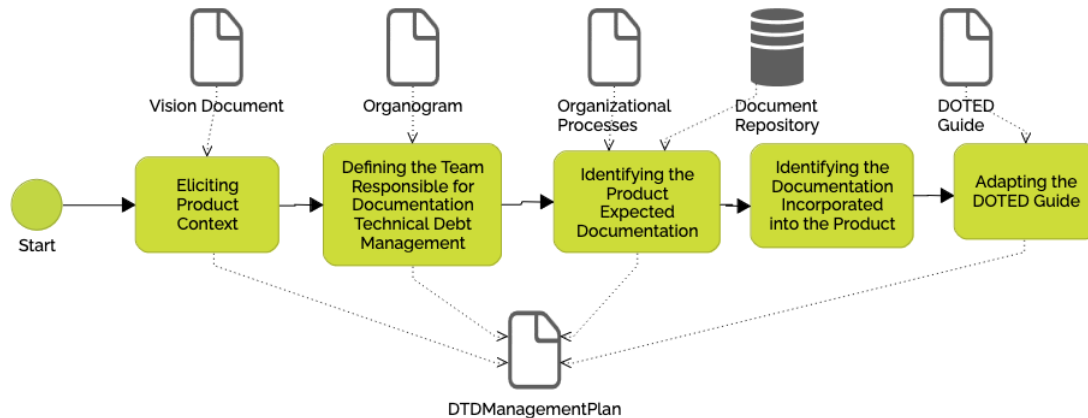 Vision Document
Organogram
Organizational
Processes
Document
Repository
DOTED
Guide
Start
Eliciting
Product
Context
Defining the Team
Responsible for
Documentation
Technical Debt
Management
Identifying the
Product
Expected
Documentation
Identifying the
Documentation
Incorporated
into the Product
Adapting the
DOTED Guide
DTDManagementPlan